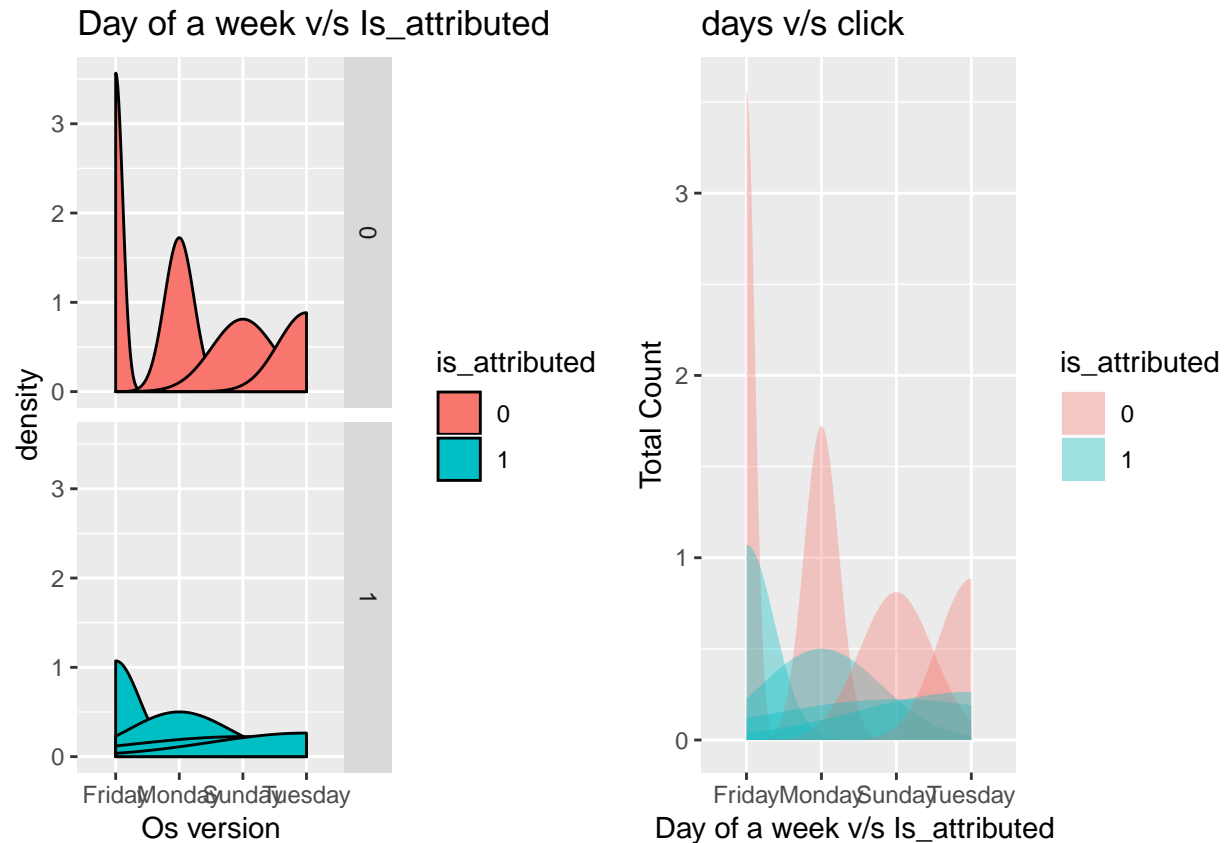 Day of a week v/s Is_attributed
density
3
2
1
0
0
3
2
1
0
1
Friday
Monday
Sunday
Tuesday
Os version
is_attributed
0
1
days v/s click
Total Count
3
2
1
0
Friday
Monday
Sunday
Tuesday
Day of a week v/s Is_attributed
is_attributed
0
1